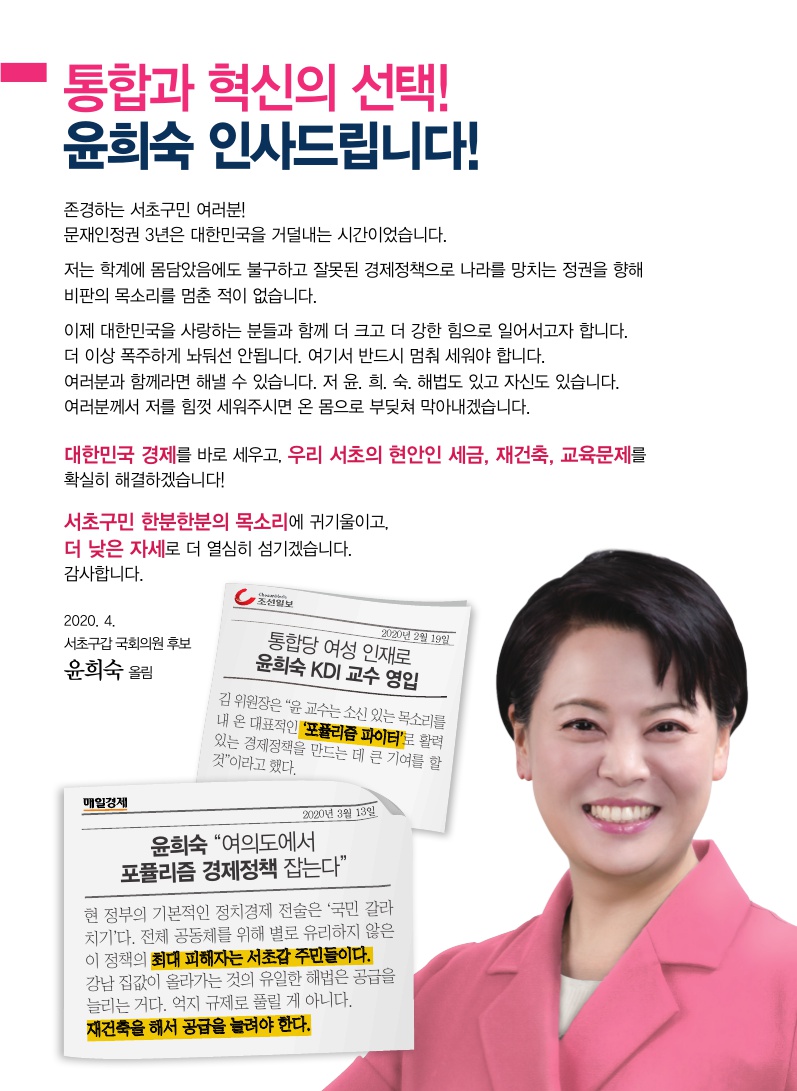 통합과 혁신의 선택!
윤희숙 인사드립니다!
존경하는 서초구민 여러분!
문재인정권 3년은 대한민국을 거덜내는 시간이었습니다.
저는 학계에 몸담았음에도 불구하고 잘못된 경제정책으로 나라를 망치는 정권을 향해
비판의 목소리를 멈춘 적이 없습니다.
이제 대한민국을 사랑하는 분들과 함께 더 크고 더 강한 힘으로 일어서고자 합니다.
더 이상 폭주하게 놔둬선 안됩니다. 여기서 반드시 멈춰 세워야 합니다.
여러분과 함께라면 해낼 수 있습니다. 저 윤. 희. 숙. 해법도 있고 자신도 있습니다.
여러분께서 저를 힘껏 세워주시면 온 몸으로 부딪쳐 막아내겠습니다.
대한민국 경제를 바로 세우고, 우리 서초의 현안인 세금, 재건축, 교육문제를
확실히 해결하겠습니다!
서초구민 한분한분의 목소리에 귀기울이고,
더 낮은 자세로 더 열심히 섬기겠습니다.
감사합니다.
2020. 4.
서초구갑 국회의원 후보
윤희숙 올림
조선일보
2020년 2월 19일
통합당 여성 인재로
윤희숙 KDI 교수 영입
김 위원장은 “윤 교수는 소신 있는 목소리를
내 온 대표적인 ‘포퓰리즘 파이터’로 활력
있는 경제정책을 만드는 데 큰 기여를 할
것”이라고 했다.
매일경제
2020년 3월 13일
윤희숙 “여의도에서
포퓰리즘 경제정책 잡는다”
현 정부의 기본적인 정치경제 전술은 ‘국민 갈라
치기’다. 전체 공동체를 위해 별로 유리하지 않은
이 정책의 최대 피해자는 서초갑 주민들이다.
강남 집값이 올라가는 것의 유일한 해법은 공급을
늘리는 거다. 억지 규제로 풀릴 게 아니다.
재건축을 해서 공급을 늘려야 한다.